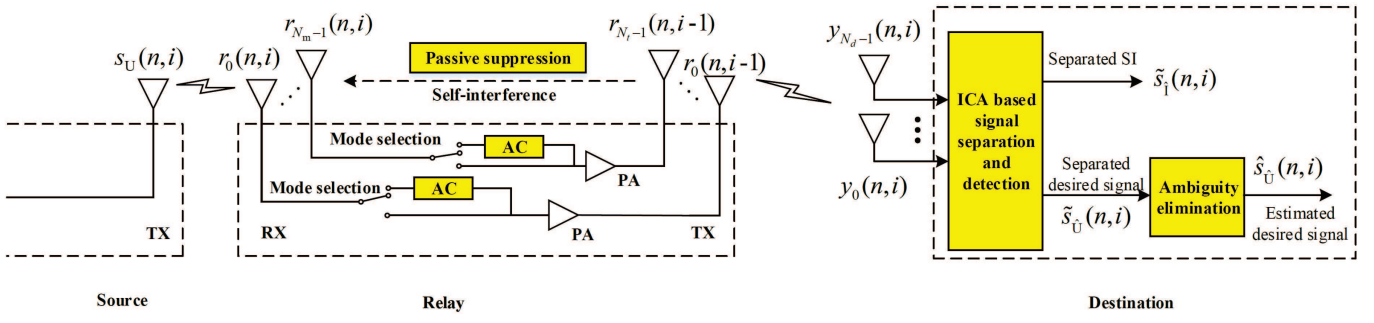 s_U(n,i)
r_0(n,i)
r_{N_m-1}(n,i)
Passive suppression
Self-interference
r_{N_t-1}(n,i-1)
r_0(n,i-1)
Mode selection
AC
PA
Mode selection
AC
PA
TX
RX
TX
y_{N_d-1}(n,i)
y_0(n,i)
ICA based
signal
separation
and
detection
Separated SI
s̃_Î(n,i)
Separated
desired signal
s̃_Û(n,i)
Ambiguity
elimination
ŝ_Û(n,i)
Estimated
desired signal
Source
Relay
Destination